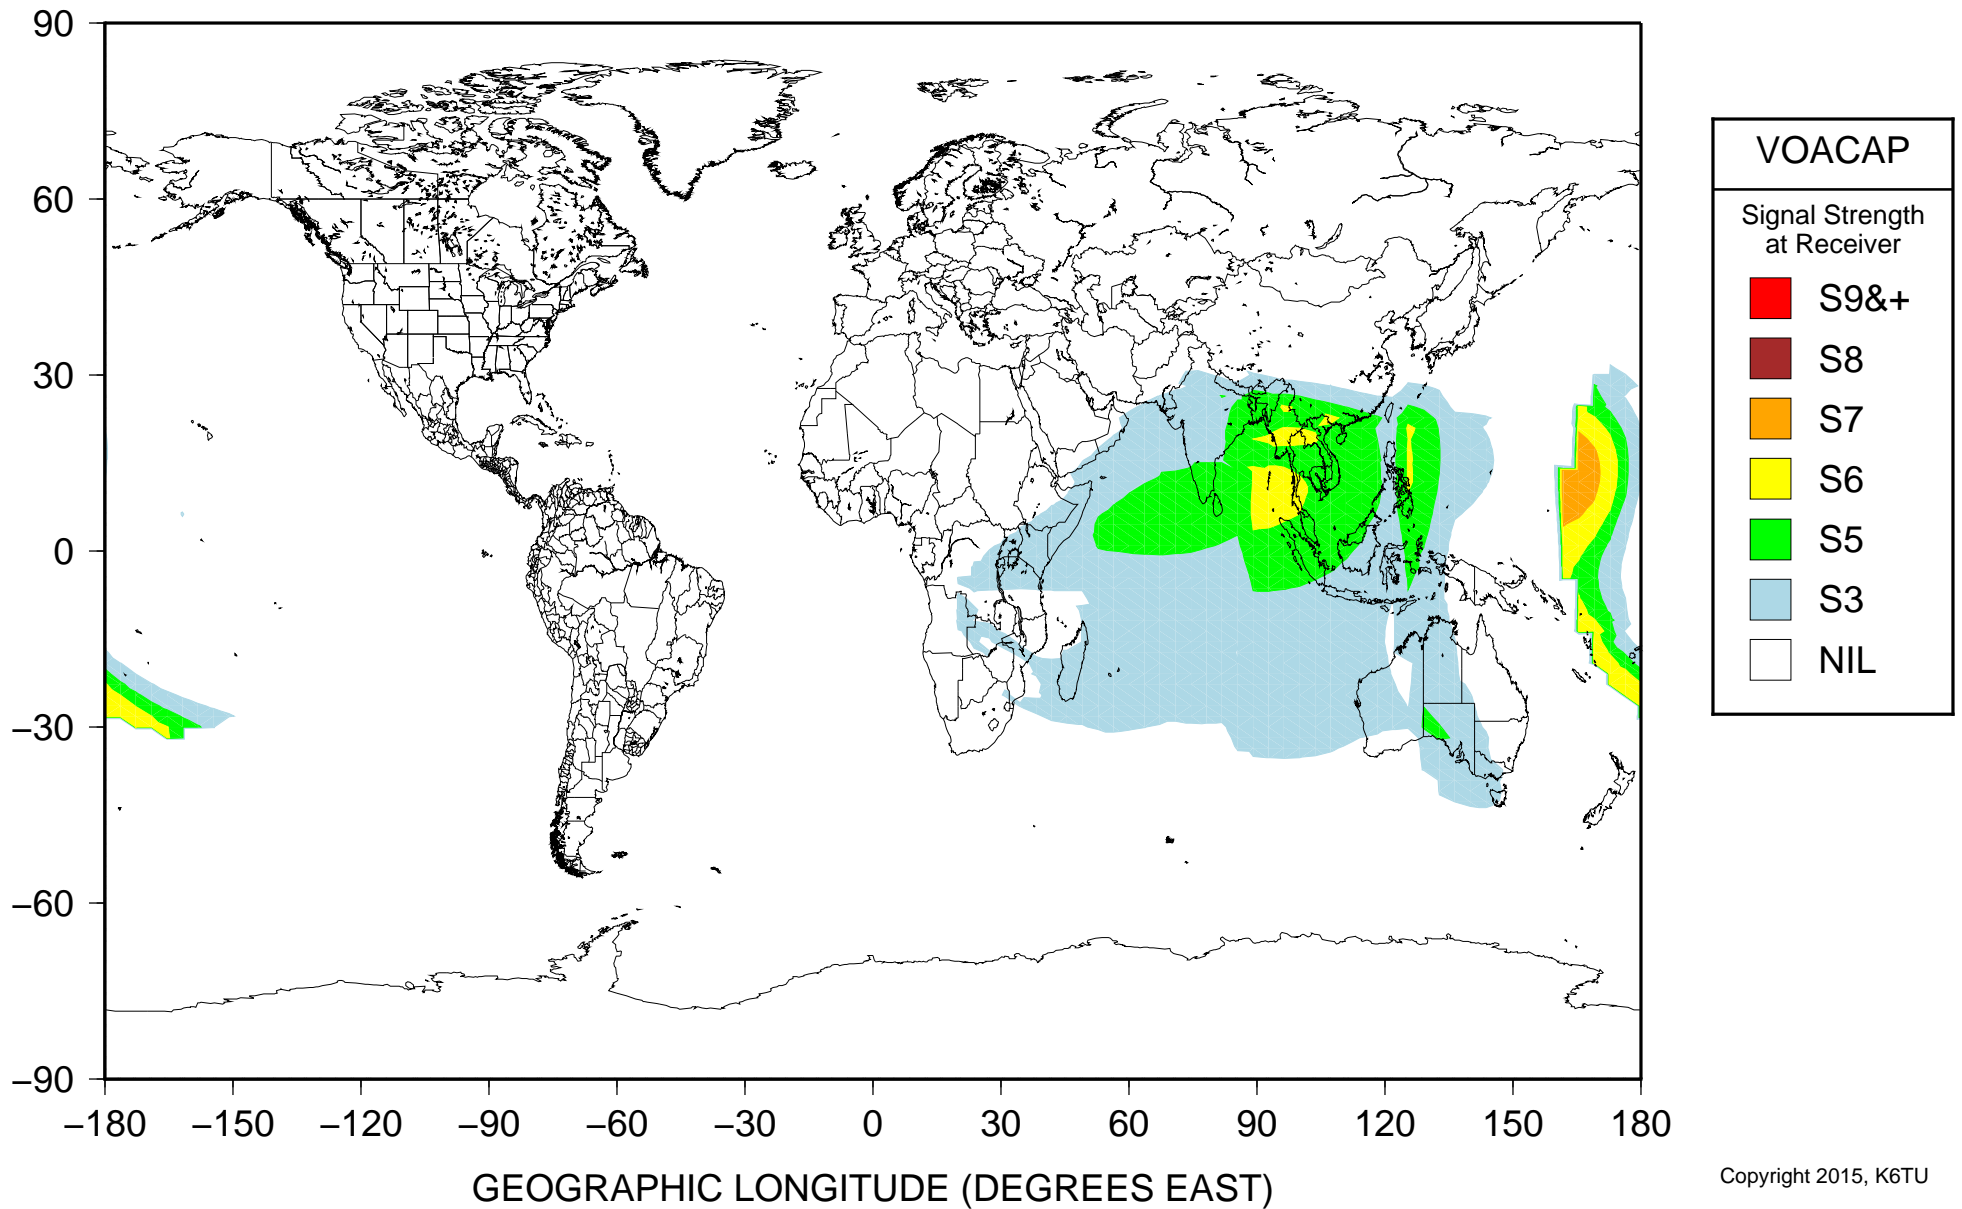 90
60
30
0
−30
−60
−90
−180
−150
−120
−90
−60
−30
0
30
60
90
120
150
180
GEOGRAPHIC LONGITUDE (DEGREES EAST)
VOACAP
Signal Strength
at Receiver
S9&+
S8
S7
S6
S5
S3
NIL
Copyright 2015, K6TU